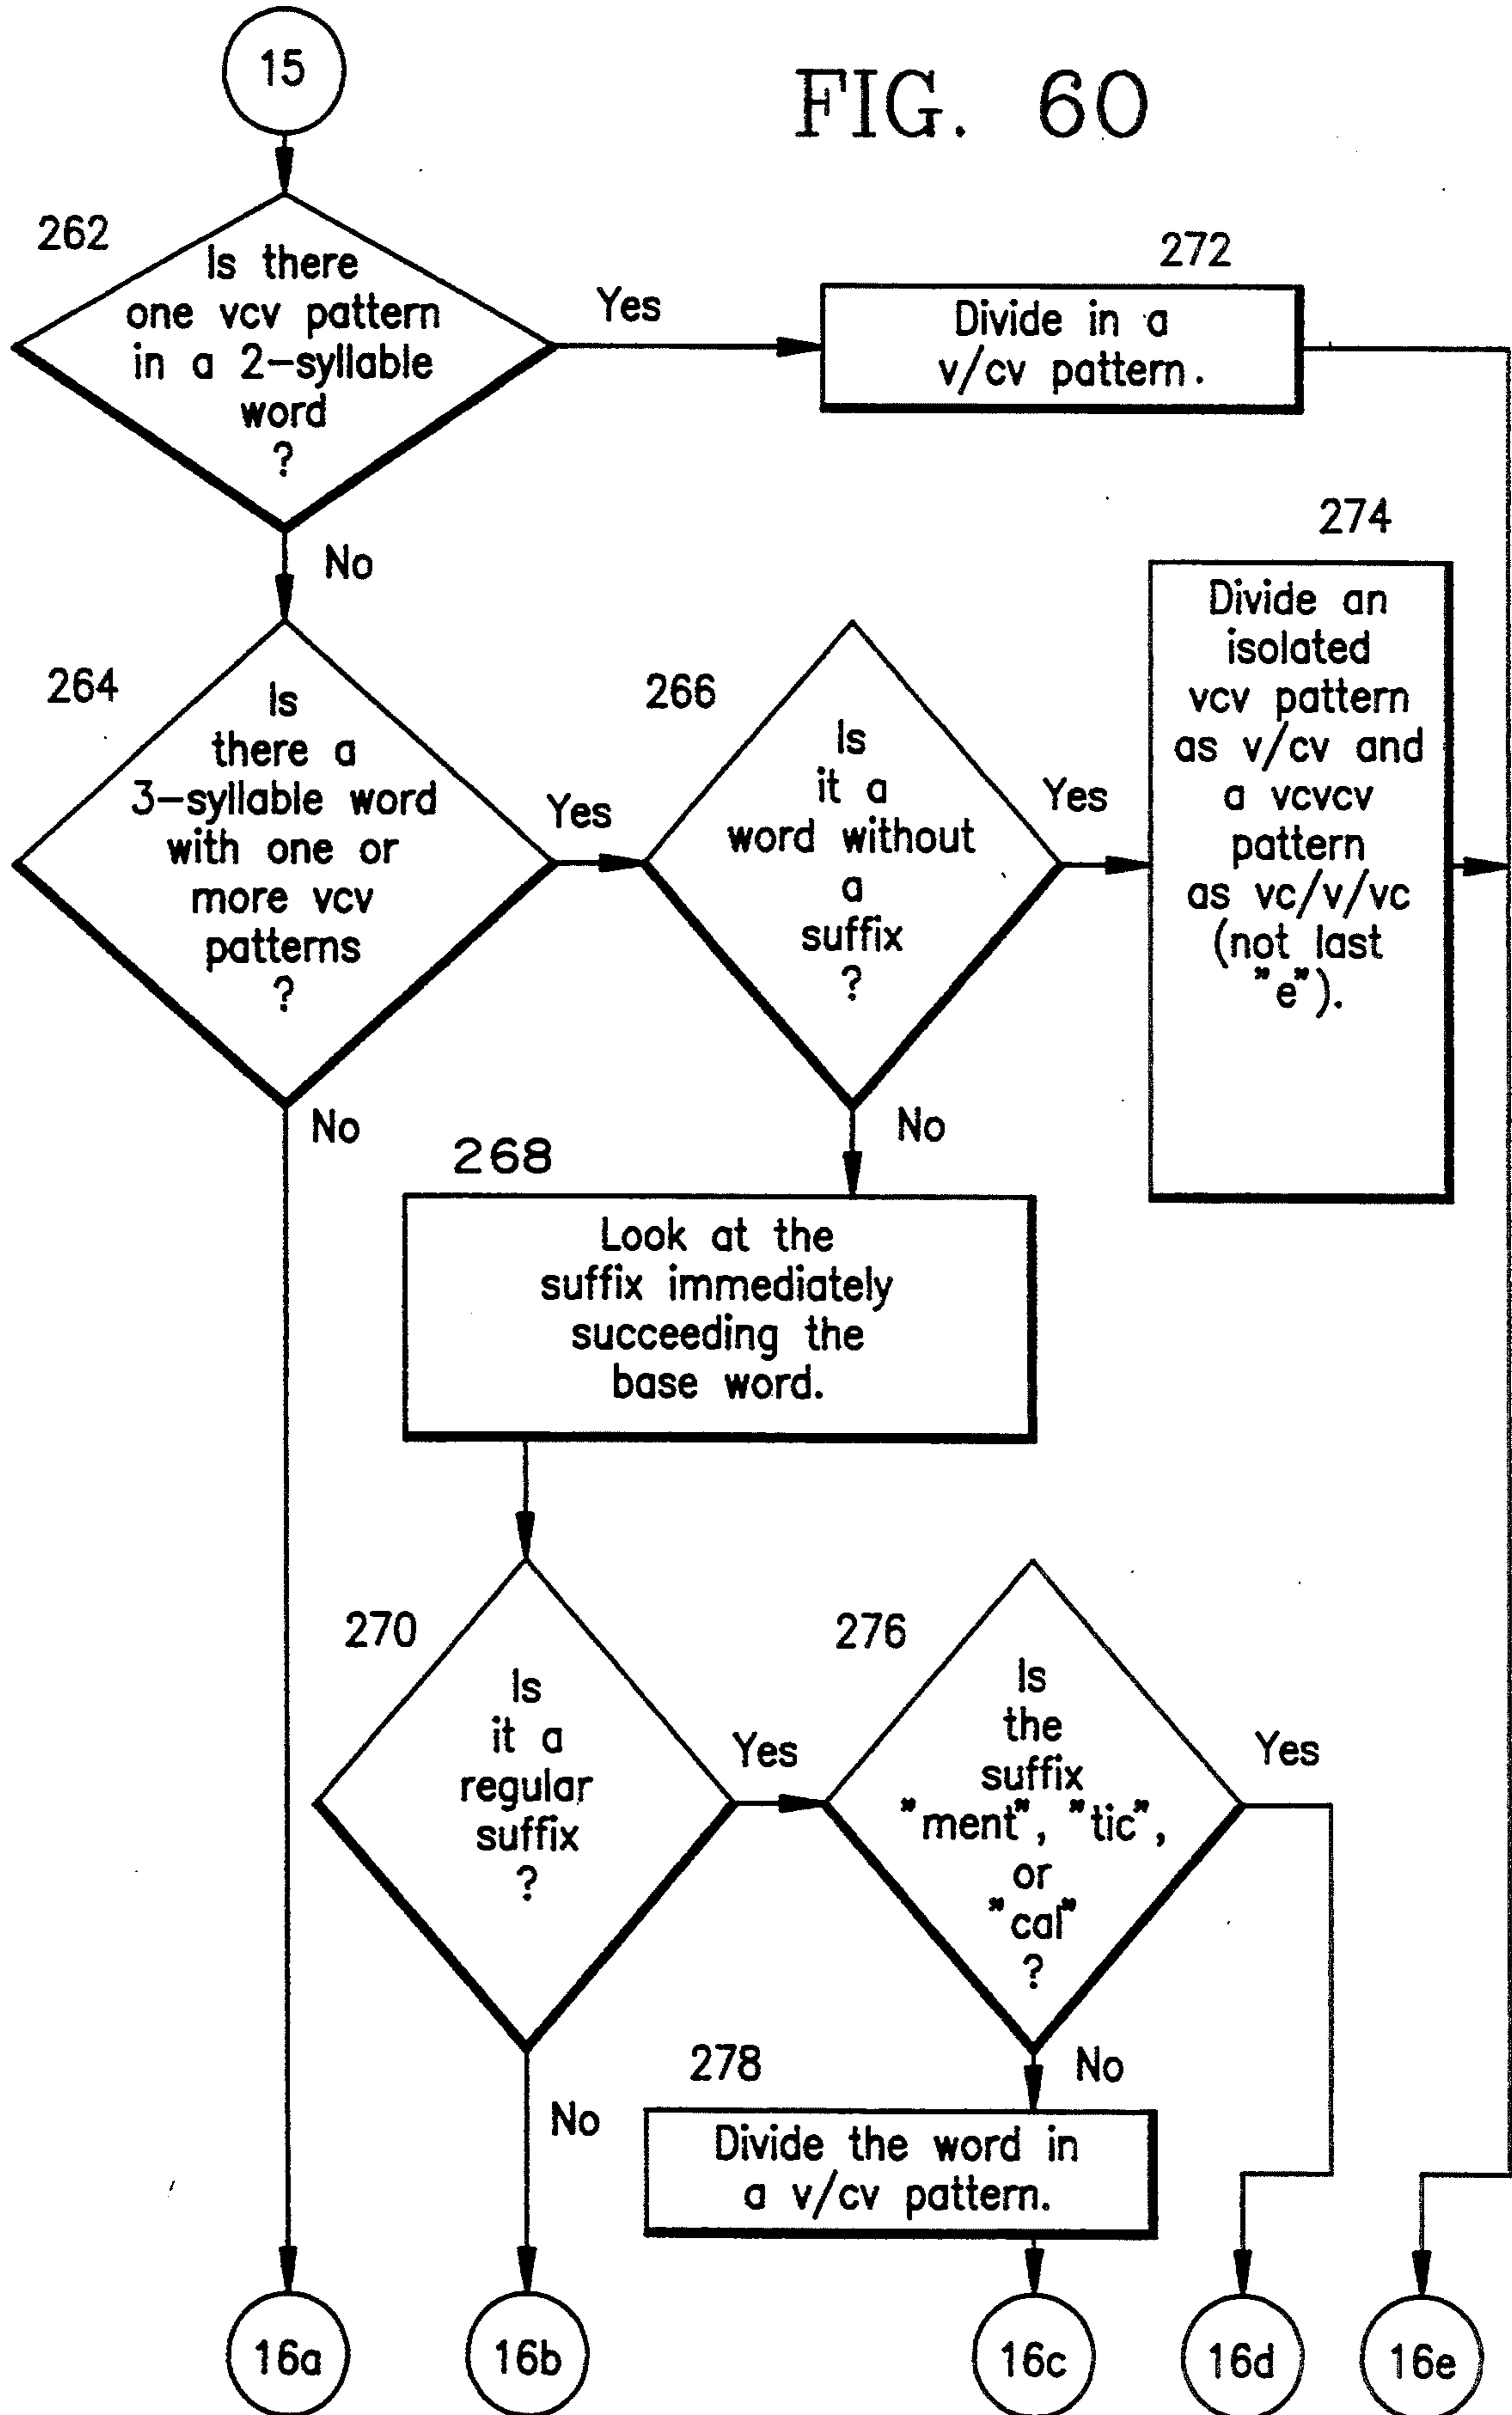 15
FIG. 60
262
Is there
one vcv pattern
in a 2-syllable
word
?
Yes
272
Divide in a
v/cv pattern.
No
274
Divide an
isolated
vcv pattern
as v/cv and
a vcvcv
pattern
as vc/v/vc
(not last
"e").
264
Is
there a
3-syllable word
with one or
more vcv
patterns
?
Yes
266
Is
it a
word without
a
suffix
?
Yes
No
No
268
Look at the
suffix immediately
succeeding the
base word.
270
Is
it a
regular
suffix
?
Yes
276
Is
the
suffix
"ment", "tic",
or
"cal"
?
Yes
No
278
No
Divide the word in
a v/cv pattern.
16a
16b
16c
16d
16e